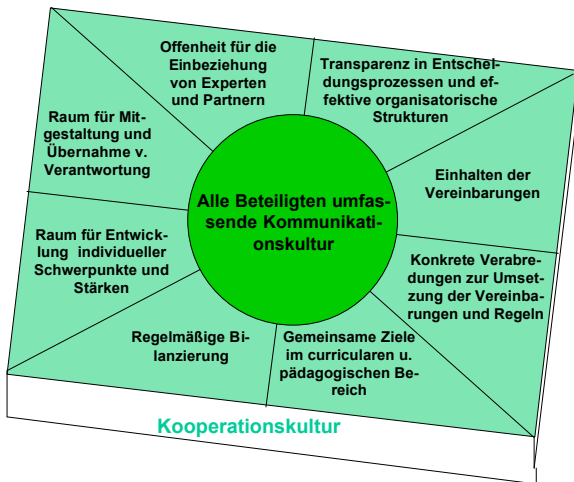 Offenheit für die
Einbeziehung
von Experten
und Partnern
Transparenz in Entschei-
dungsprozessen und ef-
fektive organisatorische
Strukturen
Raum für Mit-
gestaltung und
Übernahme v.
Verantwortung
Einhalten der
Vereinbarungen
Alle Beteiligten umfas-
sende Kommunikati-
onskultur
Raum für Entwick-
lung individueller
Schwerpunkte und
Stärken
Konkrete Verabre-
dungen zur Umset-
zung der Vereinba-
rungen und Regeln
Regelmäßige Bi-
lanzierung
Gemeinsame Ziele
im curricularen u.
pädagogischen Be-
reich
Kooperationskultur